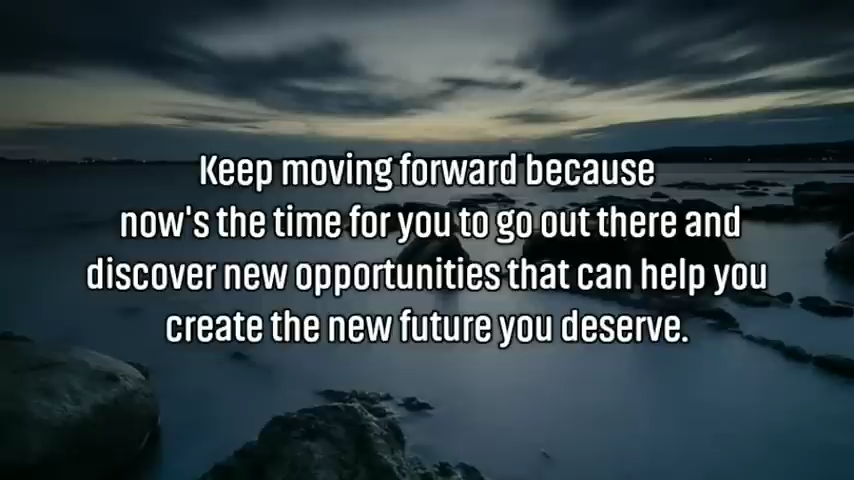 Keep moving forward because
now's the time for you to go out there and
discover new opportunities that can help you
create the new future you deserve.